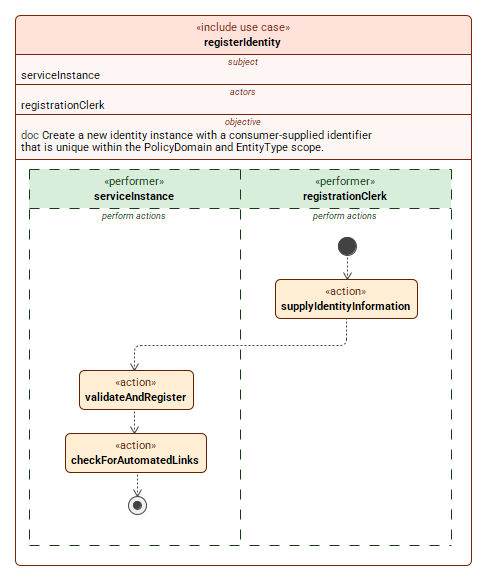 «include use case»
registerIdentity
subject
serviceInstance
actors
registrationClerk
objective
doc Create a new identity instance with a consumer-supplied identifier
that is unique within the PolicyDomain and EntityType scope.
«performer»
serviceInstance
perform actions
«performer»
registrationClerk
perform actions
«action»
supplyIdentityInformation
«action»
validateAndRegister
«action»
checkForAutomatedLinks